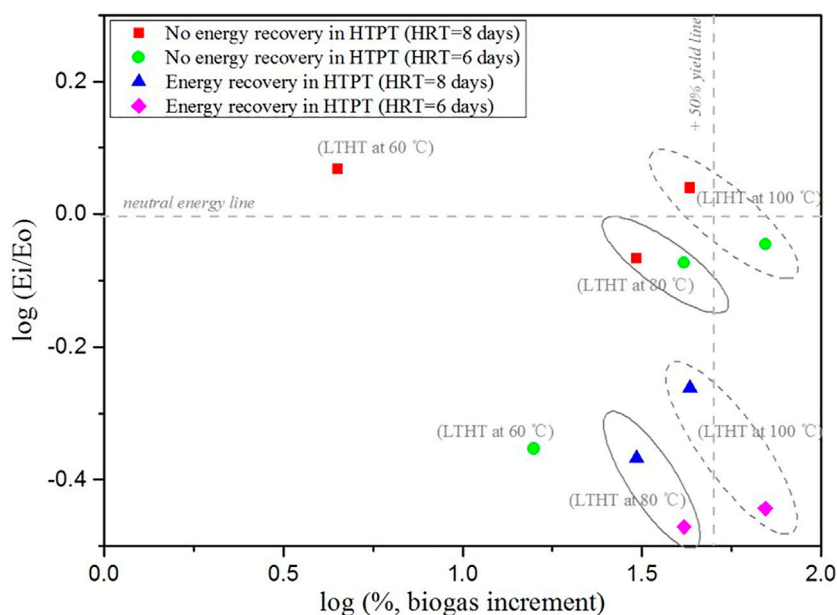 No energy recovery in HTPT (HRT=8 days)
No energy recovery in HTPT (HRT=6 days)
Energy recovery in HTPT (HRT=8 days)
Energy recovery in HTPT (HRT=6 days)
+ 50% yield line
0.2
(LTHT at 60 ℃)
(LTHT at 100 ℃)
neutral energy line
0.0
(LTHT at 80 ℃)
log (Ei/Eo)
-0.2
(LTHT at 60 ℃)
(LTHT at 100 ℃)
-0.4
(LTHT at 80 ℃)
0.0 0.5 1.0 1.5 2.0
log (%, biogas increment)